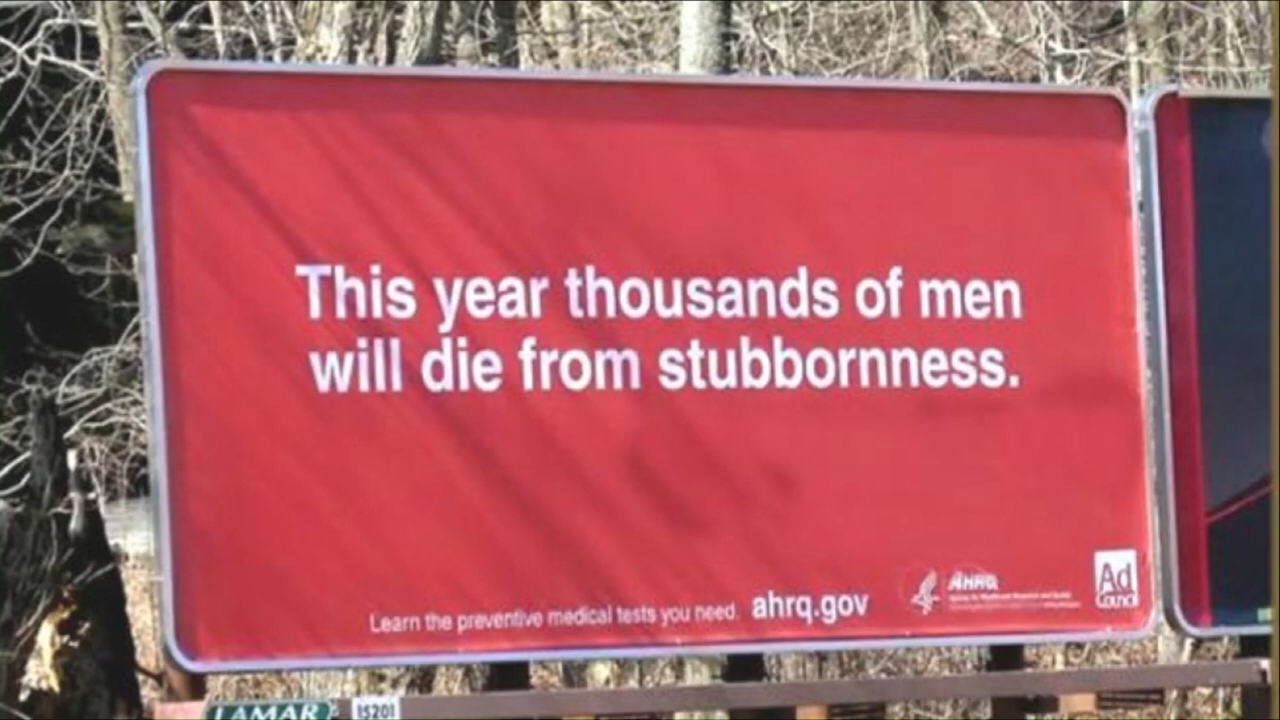 This year thousands of men
will die from stubbornness.
Learn the preventive medical tests you need. ahrq.gov
AHRQ
Ad
Council
LAMAR
15201